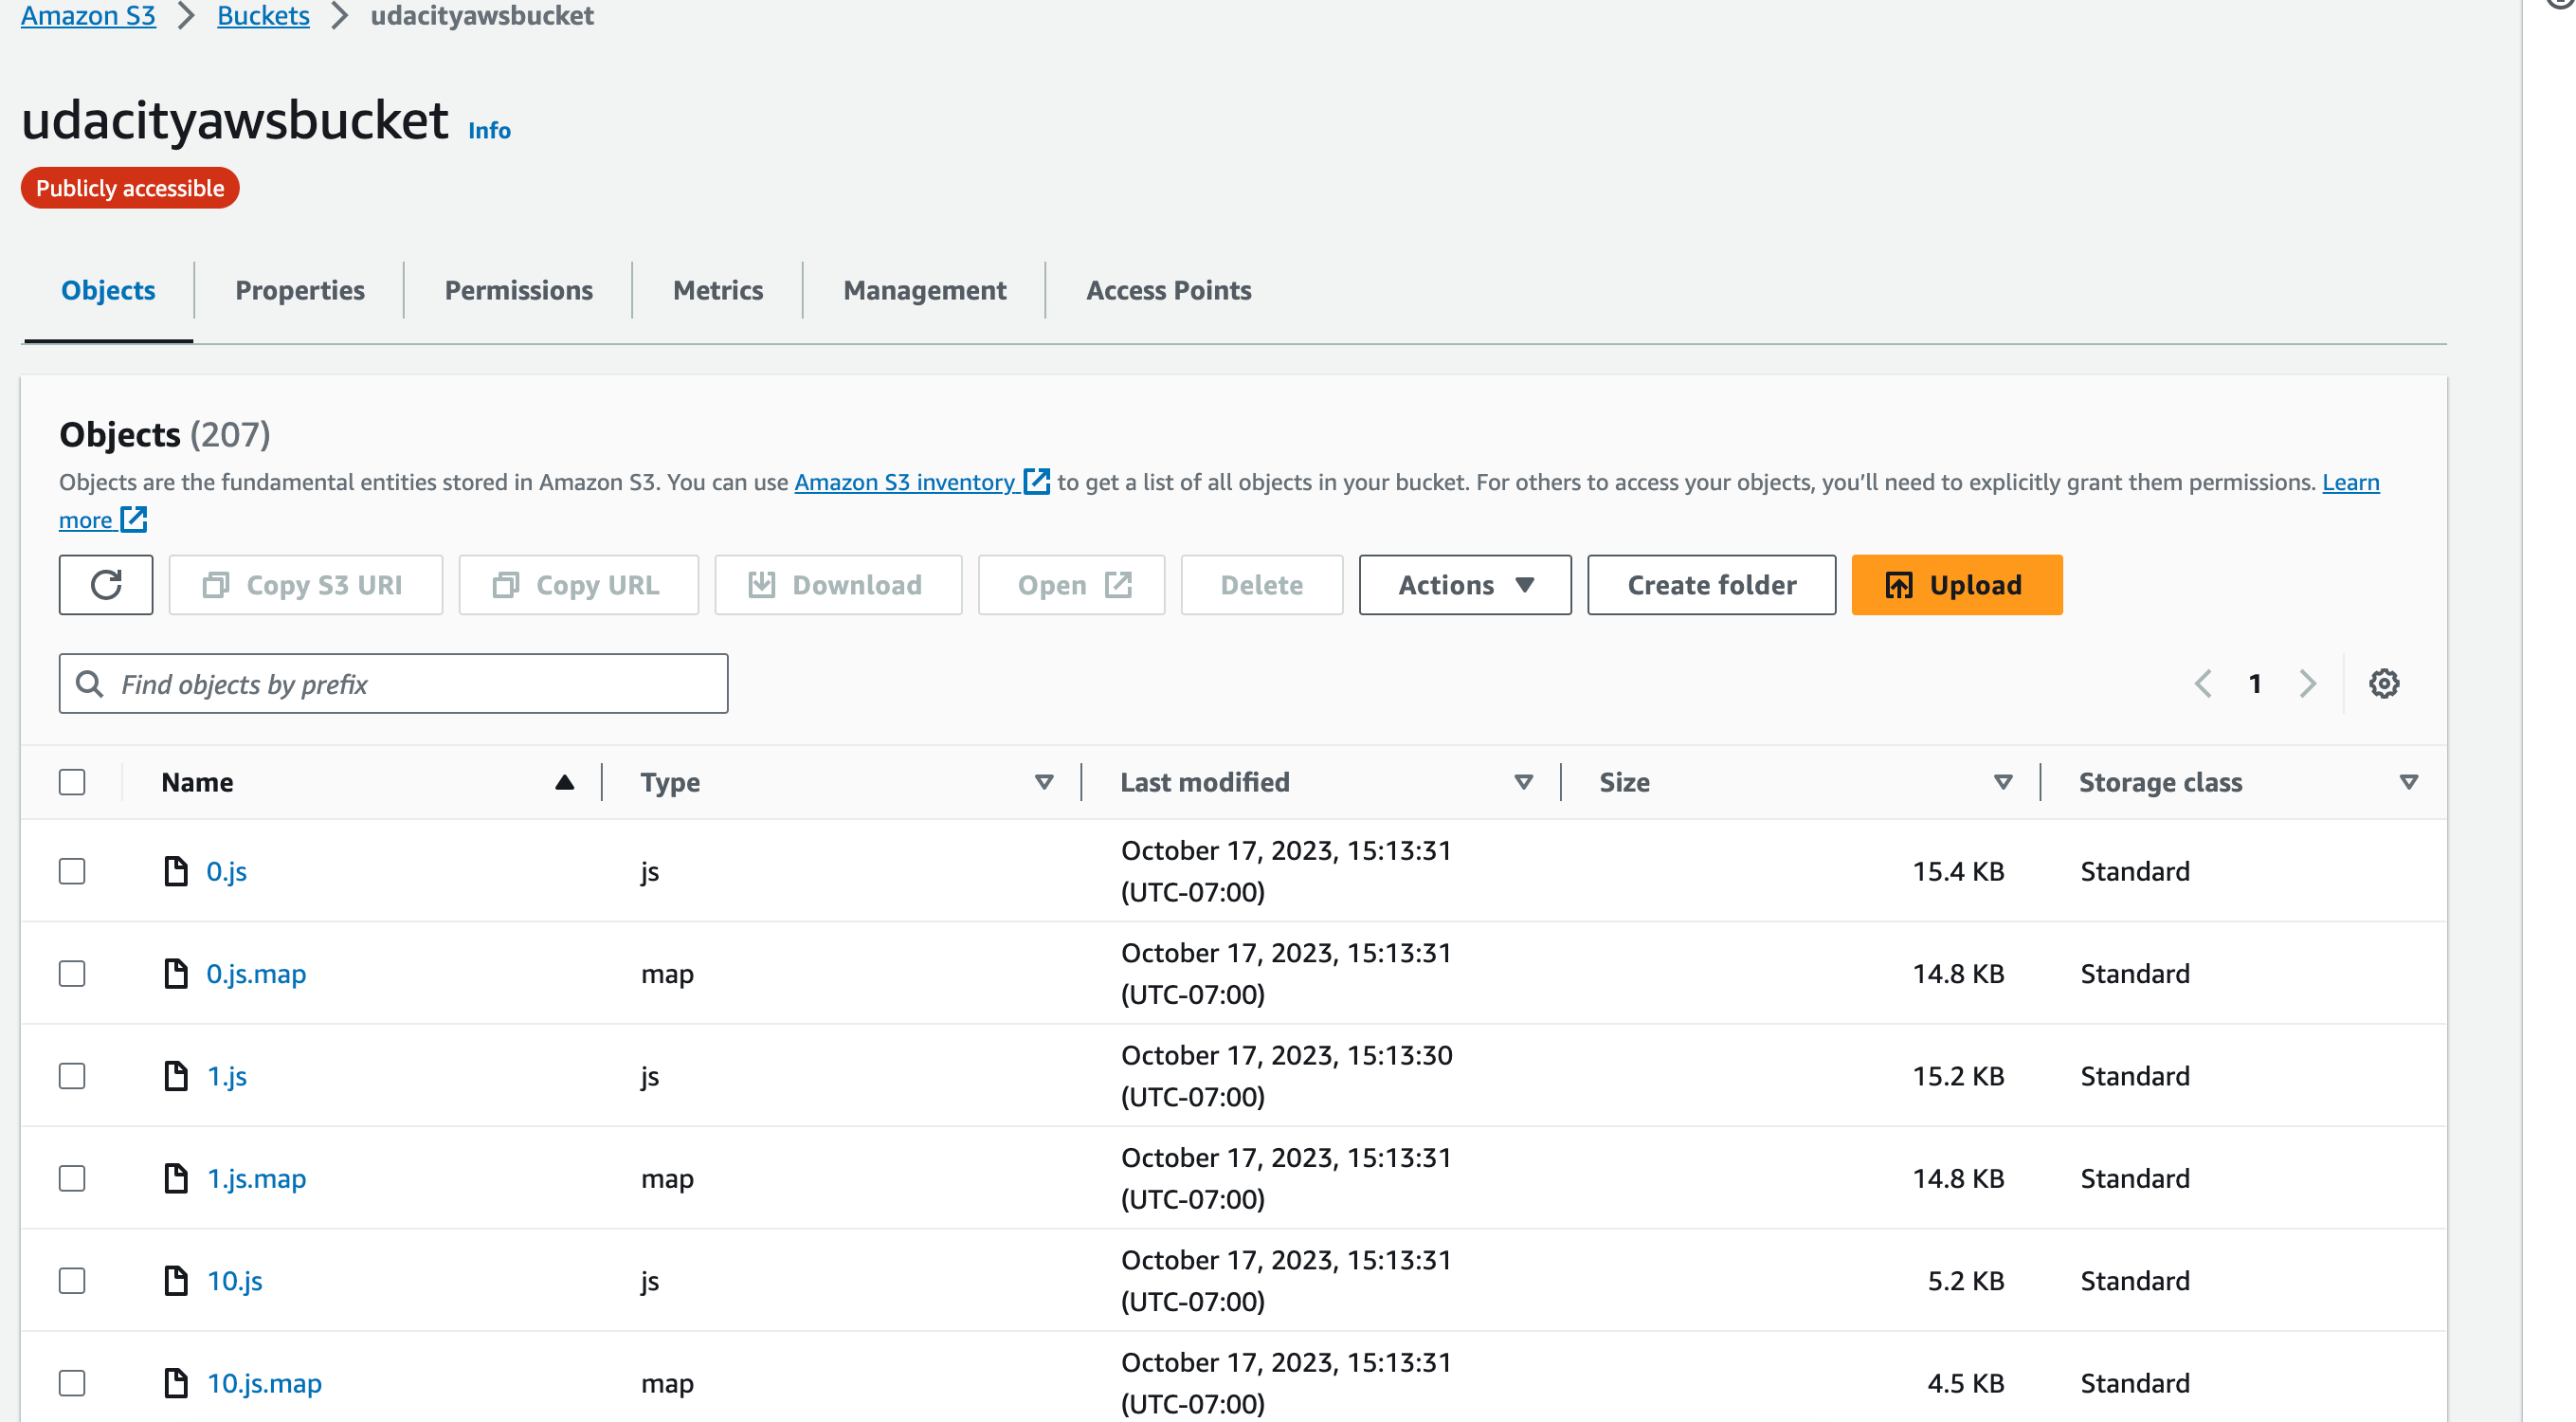 Amazon S3 > Buckets > udacityawsbucket
udacityawsbucket Info
Publicly accessible
Objects Properties Permissions Metrics Management Access Points
Objects (207)
Objects are the fundamental entities stored in Amazon S3. You can use Amazon S3 inventory to get a list of all objects in your bucket. For others to access your objects, you’ll need to explicitly grant them permissions. Learn
more
Copy S3 URI Copy URL Download Open Delete Actions Create folder Upload
Find objects by prefix 1
Name Type Last modified Size Storage class
0.js js October 17, 2023, 15:13:31 15.4 KB Standard
(UTC-07:00)
0.js.map map October 17, 2023, 15:13:31 14.8 KB Standard
(UTC-07:00)
1.js js October 17, 2023, 15:13:30 15.2 KB Standard
(UTC-07:00)
1.js.map map October 17, 2023, 15:13:31 14.8 KB Standard
(UTC-07:00)
10.js js October 17, 2023, 15:13:31 5.2 KB Standard
(UTC-07:00)
10.js.map map October 17, 2023, 15:13:31 4.5 KB Standard
(UTC-07:00)